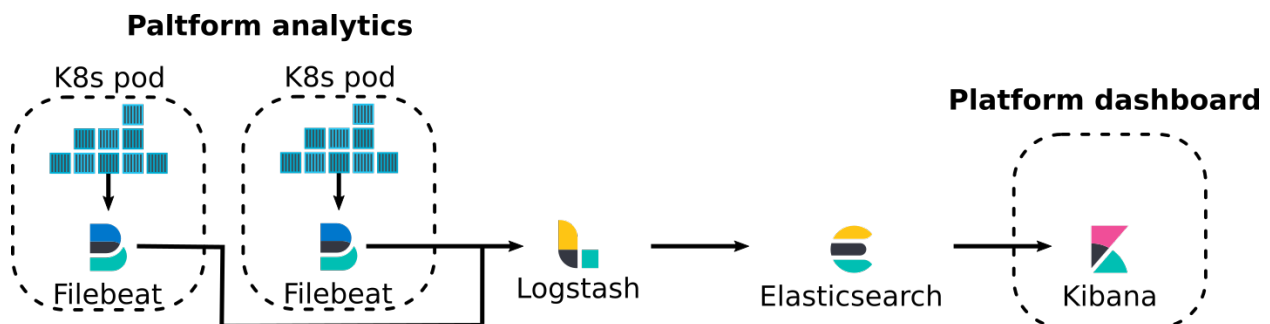 Paltform analytics
K8s pod
K8s pod
Platform dashboard
Filebeat
Filebeat
Logstash
Elasticsearch
Kibana